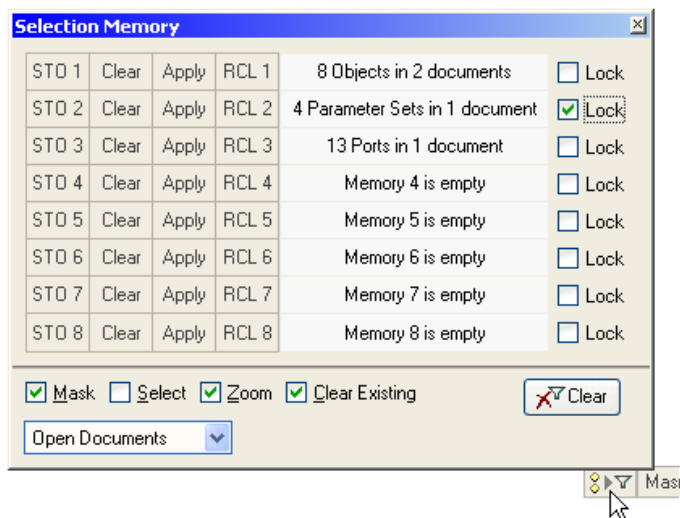 Selection Memory
STO 1 Clear Apply RCL 1 8 Objects in 2 documents Lock
STO 2 Clear Apply RCL 2 4 Parameter Sets in 1 document Lock
STO 3 Clear Apply RCL 3 13 Ports in 1 document Lock
STO 4 Clear Apply RCL 4 Memory 4 is empty Lock
STO 5 Clear Apply RCL 5 Memory 5 is empty Lock
STO 6 Clear Apply RCL 6 Memory 6 is empty Lock
STO 7 Clear Apply RCL 7 Memory 7 is empty Lock
STO 8 Clear Apply RCL 8 Memory 8 is empty Lock
Mask Select Zoom Clear Existing Clear
Open Documents